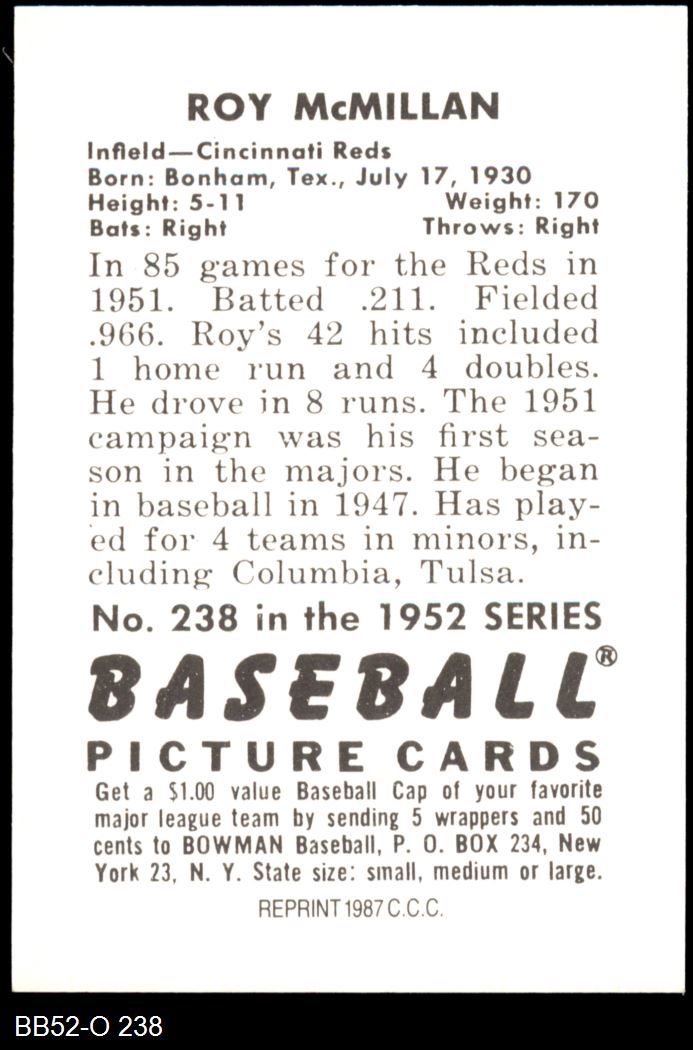 ROY McMILLAN
Infield—Cincinnati Reds
Born: Bonham, Tex., July 17, 1930
Height: 5-11 Weight: 170
Bats: Right Throws: Right
In 85 games for the Reds in
1951. Batted .211. Fielded
.966. Roy's 42 hits included
1 home run and 4 doubles.
He drove in 8 runs. The 1951
campaign was his first sea-
son in the majors. He began
in baseball in 1947. Has play-
ed for 4 teams in minors, in-
cluding Columbia, Tulsa.
No. 238 in the 1952 SERIES
BASEBALL®
PICTURE CARDS
Get a $1.00 value Baseball Cap of your favorite
major league team by sending 5 wrappers and 50
cents to BOWMAN Baseball, P. O. BOX 234, New
York 23, N. Y. State size: small, medium or large.
REPRINT 1987 C.C.C.
BB52-O 238